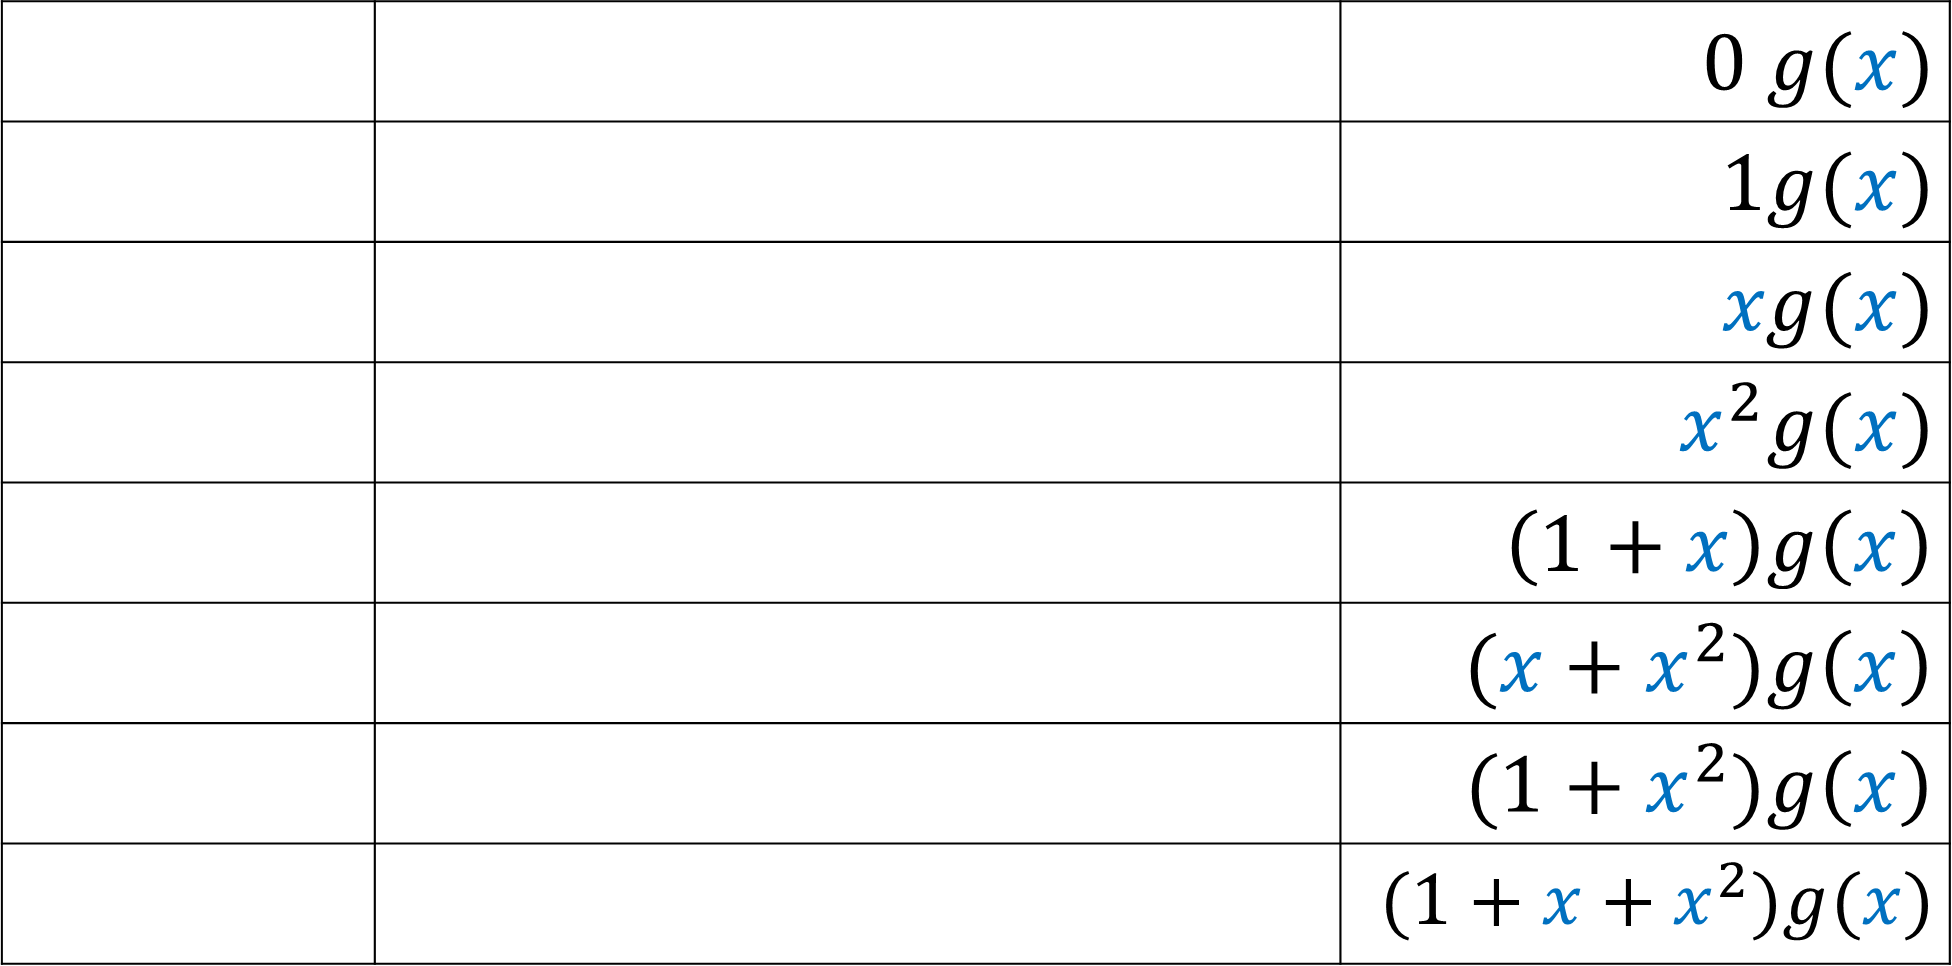 0 g(x)
1g(x)
xg(x)
x²g(x)
(1 + x)g(x)
(x + x²)g(x)
(1 + x²)g(x)
(1 + x + x²)g(x)